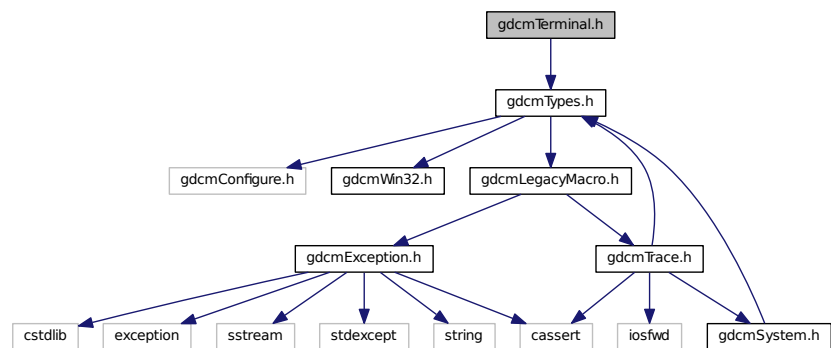 gdcmTerminal.h
gdcmTypes.h
gdcmConfigure.h
gdcmWin32.h
gdcmLegacyMacro.h
gdcmException.h
gdcmTrace.h
cstdlib
exception
sstream
stdexcept
string
cassert
iosfwd
gdcmSystem.h